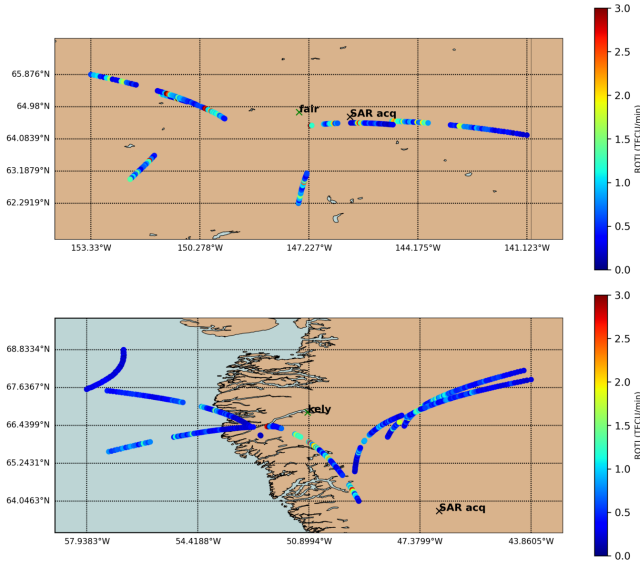 3.0
65.876°N
2.5
64.98°N
fair
SAR acq
2.0
64.0839°N
1.5
63.1879°N
1.0
62.2919°N
0.5
153.33°W 150.278°W 147.227°W 144.175°W 141.123°W
0.0
ROTI (TECU/min)
3.0
68.8334°N
2.5
67.6367°N
kely
2.0
66.4399°N
1.5
65.2431°N
1.0
64.0463°N
SAR acq
0.5
57.9383°W 54.4188°W 50.8994°W 47.3799°W 43.8605°W
0.0
ROTI (TECU/min)